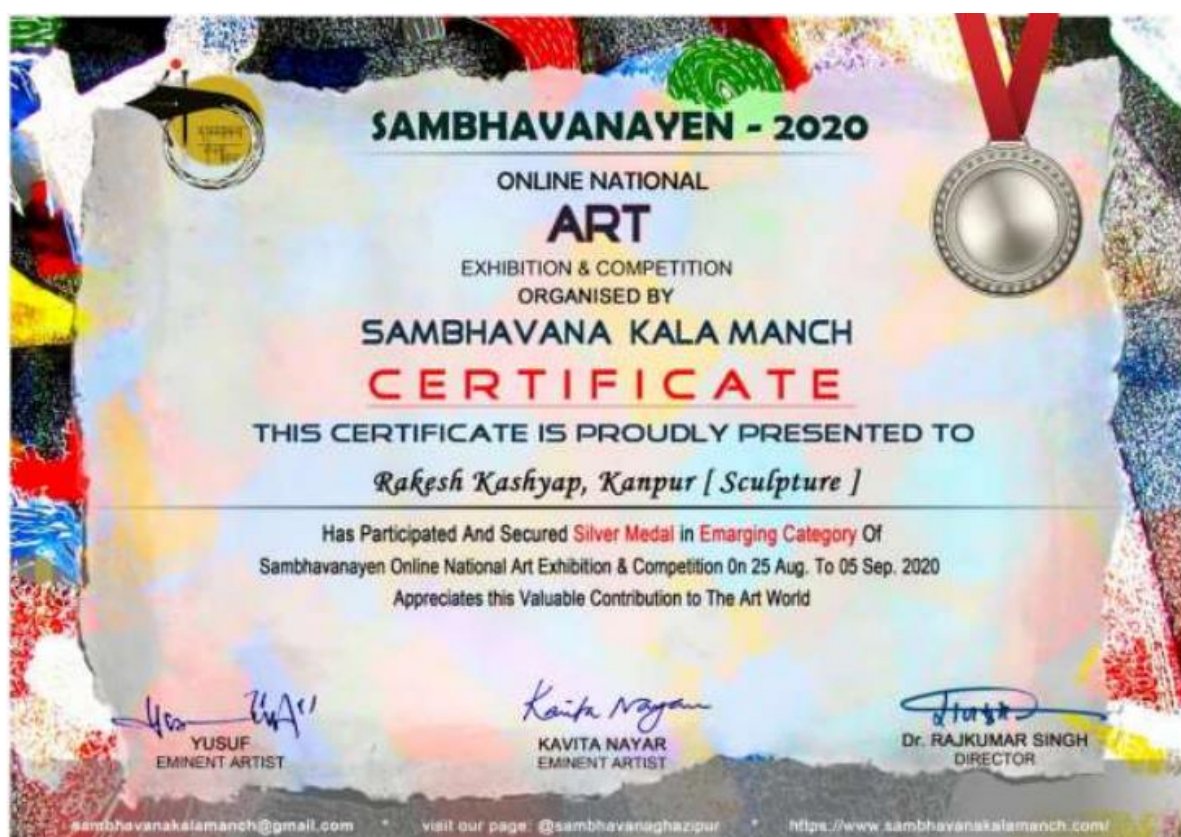 SAMBHAVANAYEN - 2020
ONLINE NATIONAL
ART
EXHIBITION & COMPETITION
ORGANISED BY
SAMBHAVANA KALA MANCH
CERTIFICATE
THIS CERTIFICATE IS PROUDLY PRESENTED TO
Rakesh Kashyap, Kanpur [ Sculpture ]
Has Participated And Secured Silver Medal in Emarging Category Of
Sambhavanayen Online National Art Exhibition & Competition 0n 25 Aug. To 05 Sep. 2020
Appreciates this Valuable Contribution to The Art World
Kavita Nayar
YUSUF
EMINENT ARTIST
KAVITA NAYAR
EMINENT ARTIST
Dr. RAJKUMAR SINGH
DIRECTOR
sambhavanakalamanch@gmail.com * visit our page: @sambhavanaghazipur * https://www.sambhavanakalamanch.com/